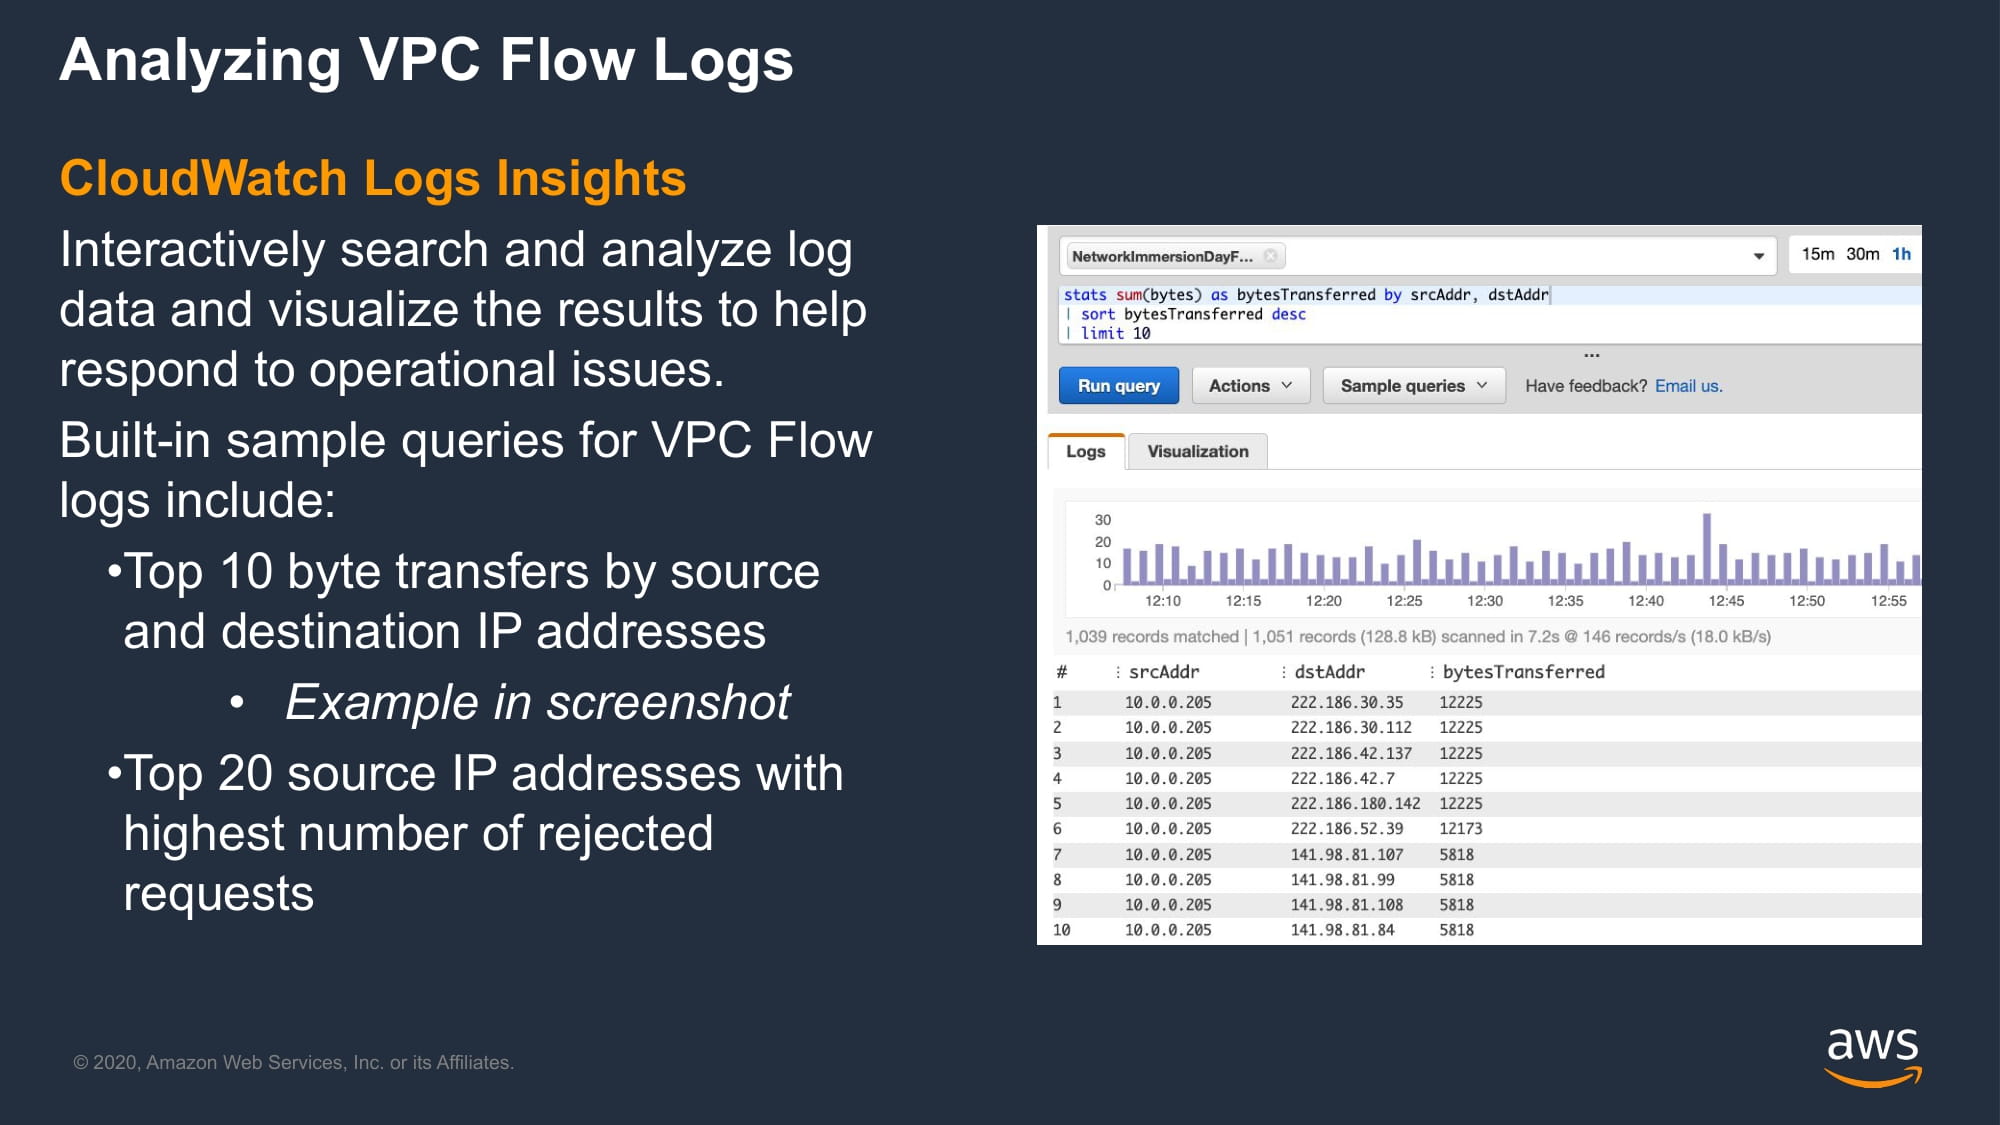 Analyzing VPC Flow Logs
CloudWatch Logs Insights
Interactively search and analyze log
data and visualize the results to help
respond to operational issues.
Built-in sample queries for VPC Flow
logs include:
•Top 10 byte transfers by source
and destination IP addresses
• Example in screenshot
•Top 20 source IP addresses with
highest number of rejected
requests
NetworkImmersionDayF...
15m 30m 1h
stats sum(bytes) as bytesTransferred by srcAddr, dstAddr
| sort bytesTransferred desc
| limit 10
...
Run query Actions Sample queries Have feedback? Email us.
Logs Visualization
30
20
10
0
12:10 12:15 12:20 12:25 12:30 12:35 12:40 12:45 12:50 12:55
1,039 records matched | 1,051 records (128.8 kB) scanned in 7.2s @ 146 records/s (18.0 kB/s)
# : srcAddr : dstAddr : bytesTransferred
1 10.0.0.205 222.186.30.35 12225
2 10.0.0.205 222.186.30.112 12225
3 10.0.0.205 222.186.42.137 12225
4 10.0.0.205 222.186.42.7 12225
5 10.0.0.205 222.186.180.142 12225
6 10.0.0.205 222.186.52.39 12173
7 10.0.0.205 141.98.81.107 5818
8 10.0.0.205 141.98.81.99 5818
9 10.0.0.205 141.98.81.108 5818
10 10.0.0.205 141.98.81.84 5818
© 2020, Amazon Web Services, Inc. or its Affiliates.
aws